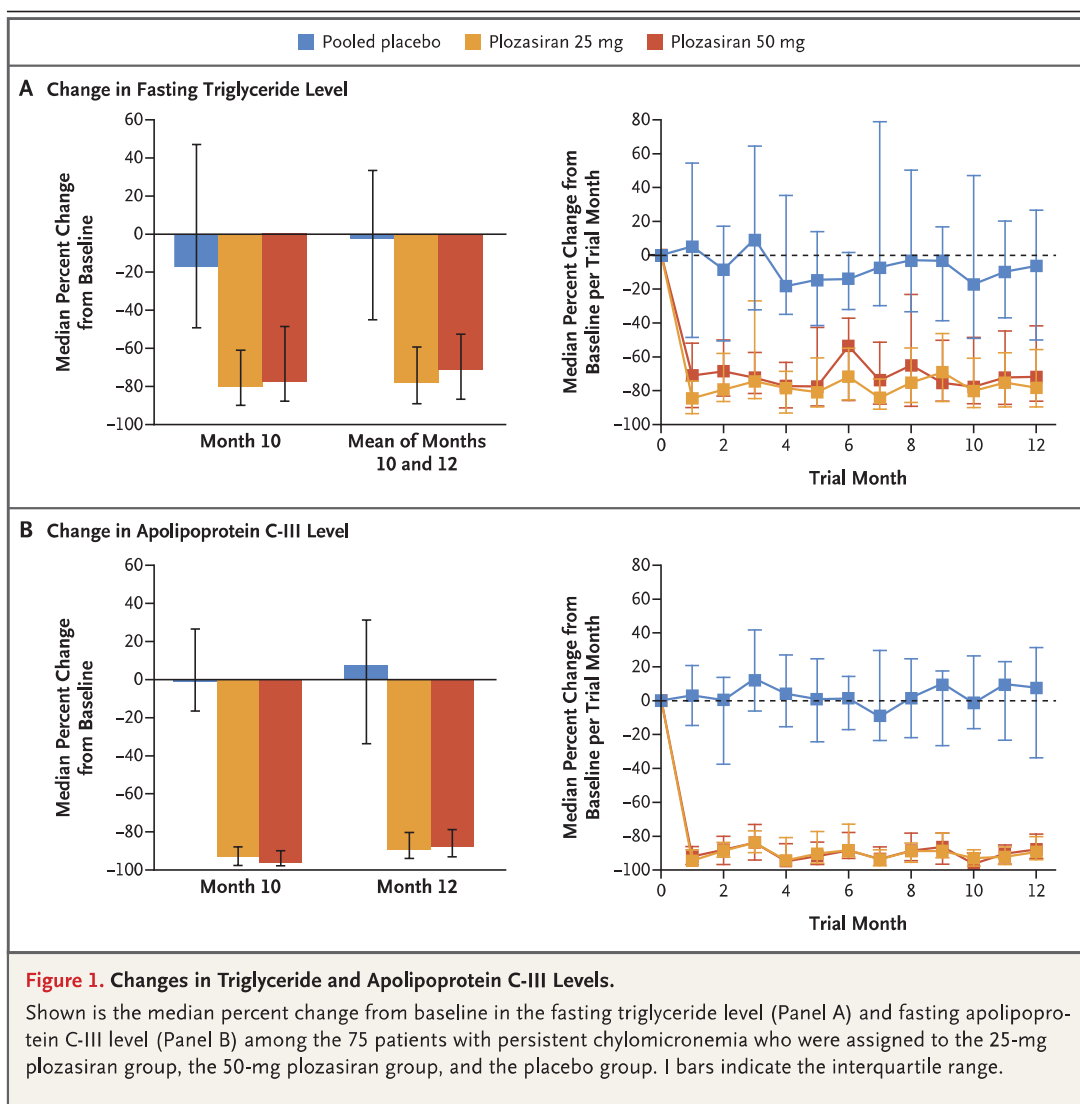 Pooled placebo Plozasiran 25 mg Plozasiran 50 mg
A Change in Fasting Triglyceride Level
Median Percent Change
from Baseline
60
40
20
0
−20
−40
−60
−80
−100
Month 10
Mean of Months
10 and 12
Median Percent Change from
Baseline per Trial Month
80
60
40
20
0
−20
−40
−60
−80
−100
0 2 4 6 8 10 12
Trial Month
B Change in Apolipoprotein C-III Level
Median Percent Change
from Baseline
60
40
20
0
−20
−40
−60
−80
−100
Month 10 Month 12
Median Percent Change from
Baseline per Trial Month
80
60
40
20
0
−20
−40
−60
−80
−100
0 2 4 6 8 10 12
Trial Month
Figure 1. Changes in Triglyceride and Apolipoprotein C-III Levels.
Shown is the median percent change from baseline in the fasting triglyceride level (Panel A) and fasting apolipopro-
tein C-III level (Panel B) among the 75 patients with persistent chylomicronemia who were assigned to the 25-mg
plozasiran group, the 50-mg plozasiran group, and the placebo group. I bars indicate the interquartile range.